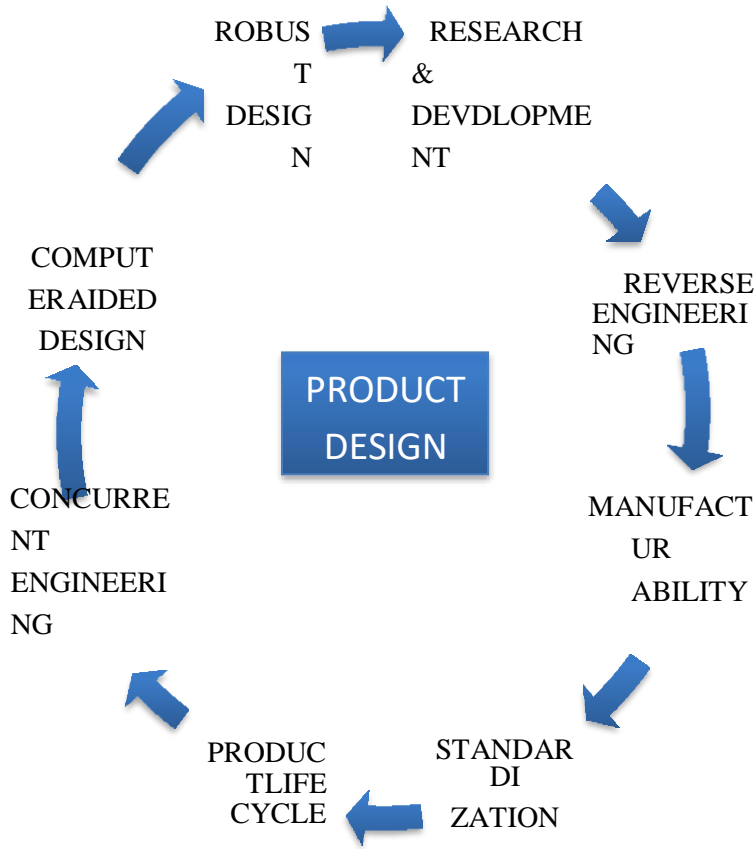 ROBUS
T
DESIG
N
RESEARCH
&
DEVDLOPME
NT
REVERSE
ENGINEERI
NG
MANUFACT
UR
ABILITY
STANDAR
DI
ZATION
PRODUC
TLIFE
CYCLE
CONCURRE
NT
ENGINEERI
NG
COMPUT
ERAIDED
DESIGN
PRODUCT
DESIGN